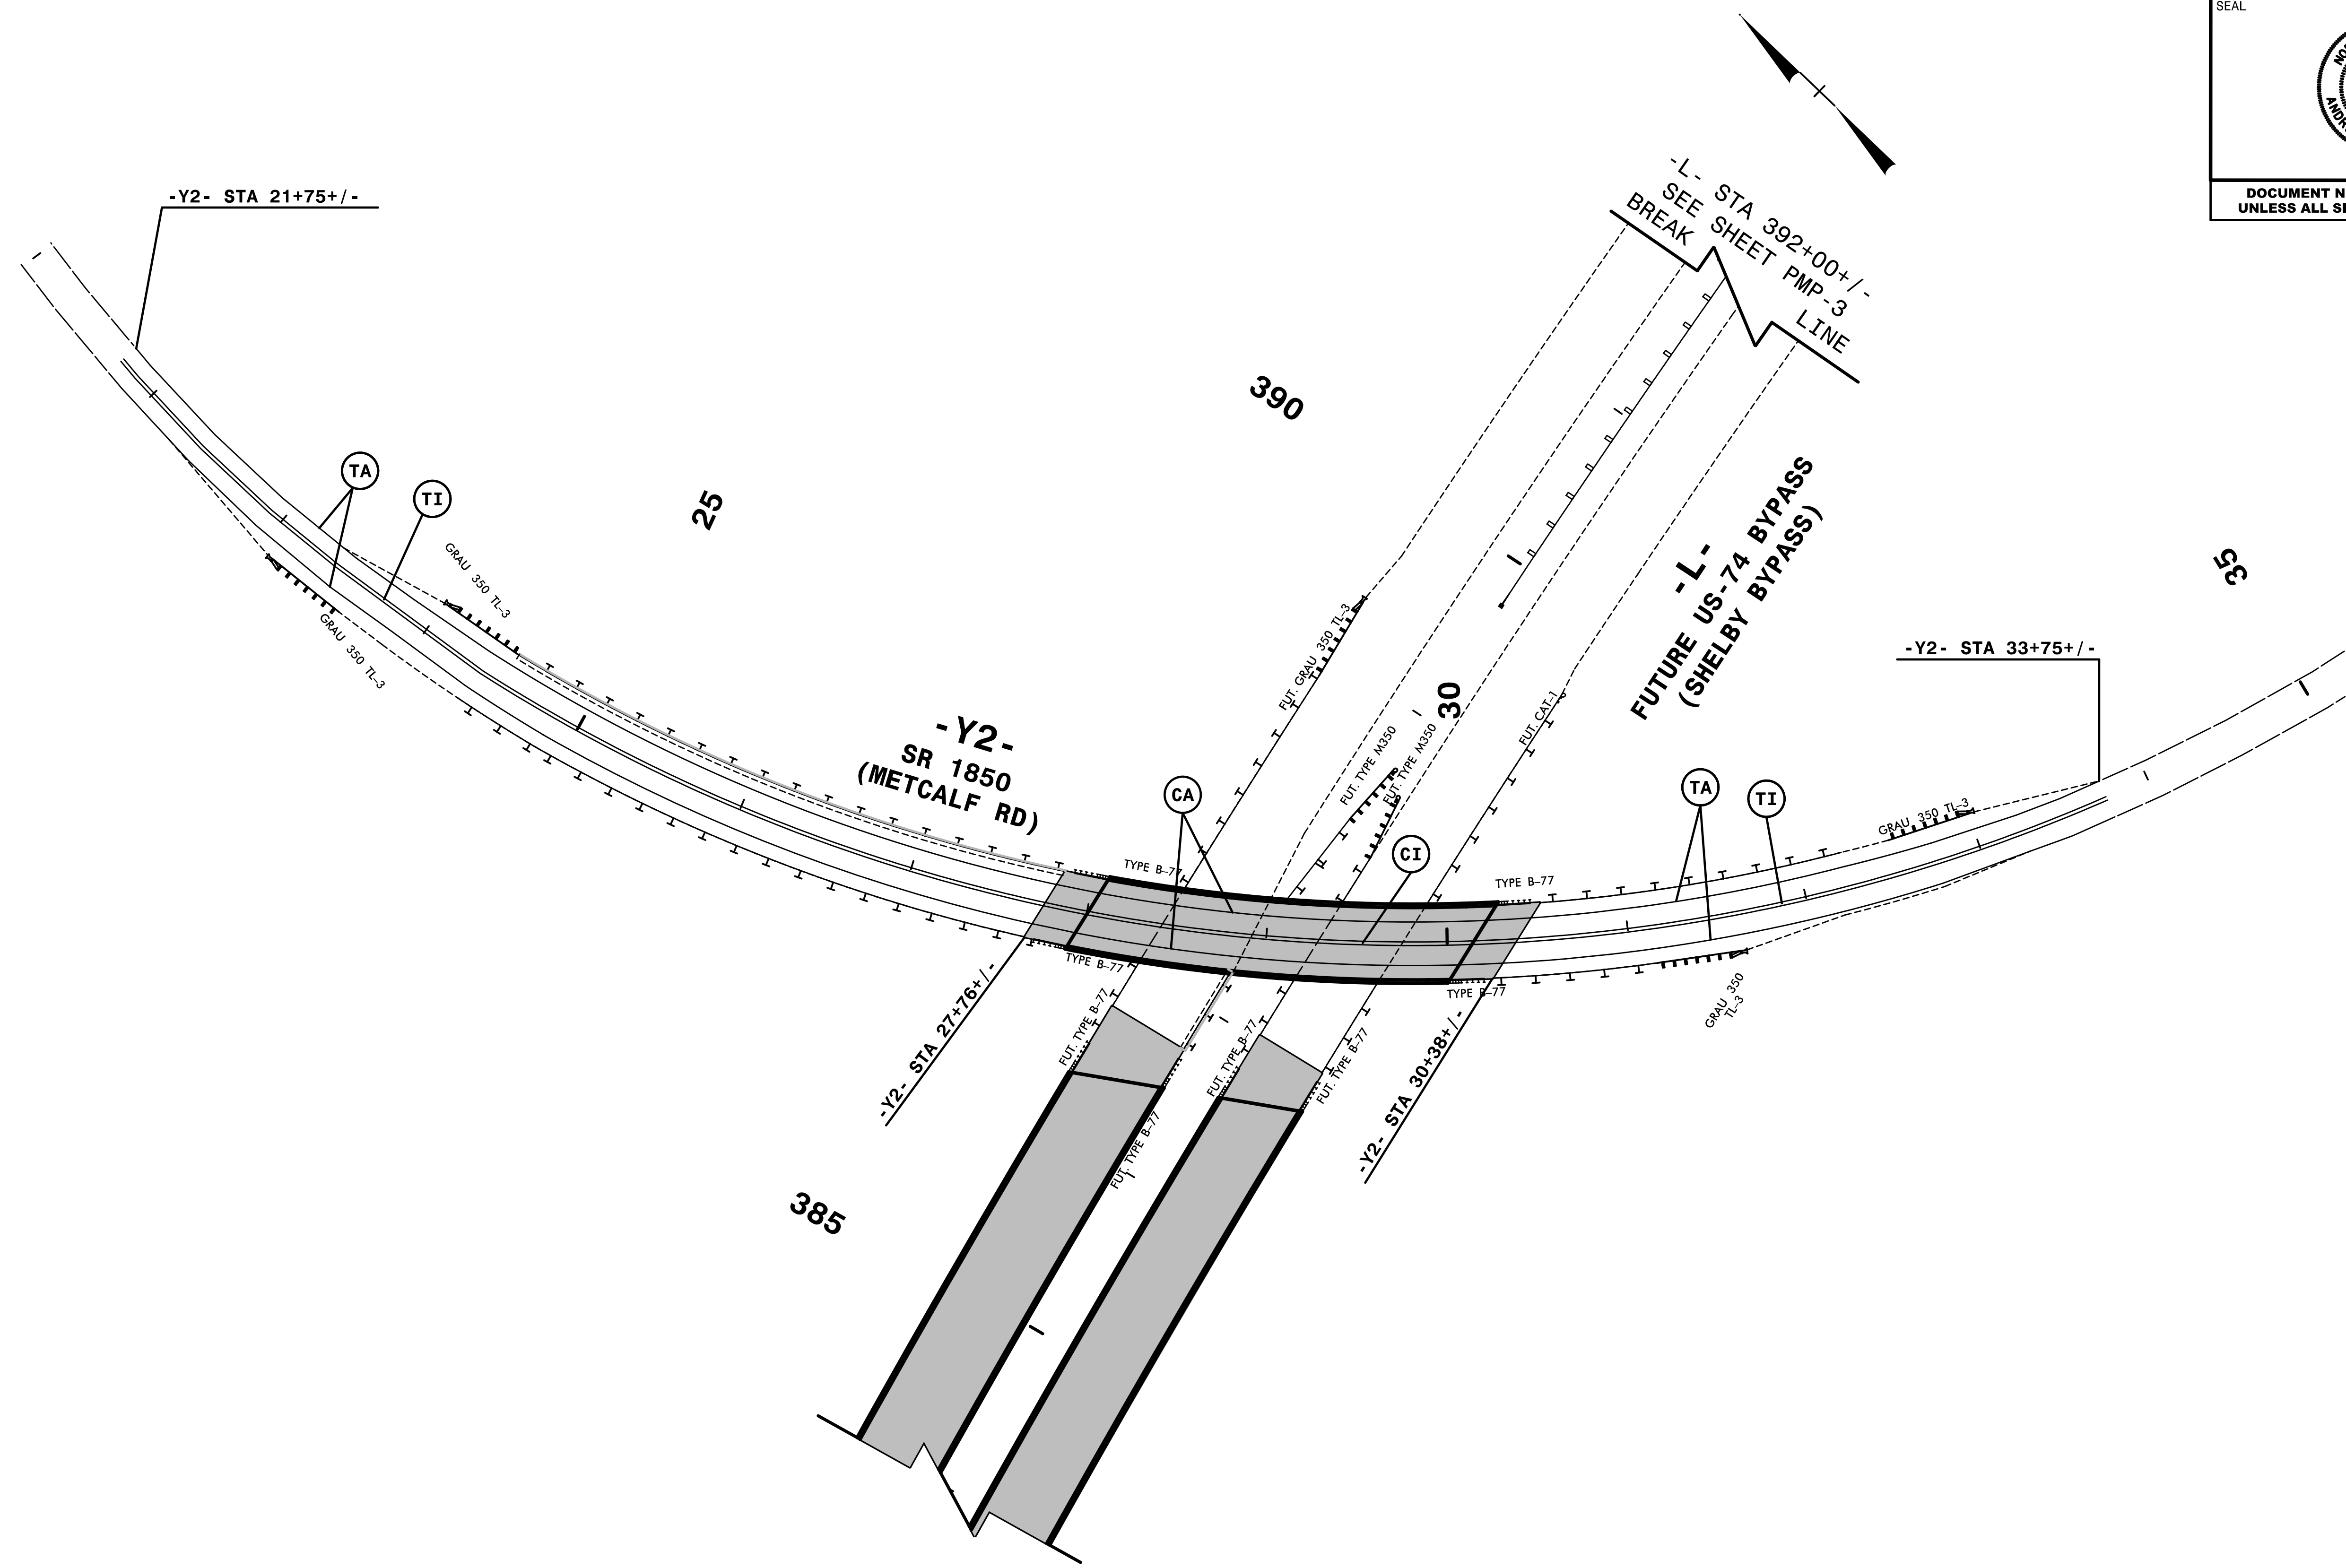 SEAL
DOCUMENT N
UNLESS ALL S
-L- STA 392+00+/-
SEE SHEET PMP-3
BREAK LINE
-Y2- STA 21+75+/-
390
25
TA
TI
GRAU 350 TL-3
GRAU 350 TL-3
-L-
FUTURE US-74 BYPASS
(SHELBY BYPASS)
35
-Y2- STA 33+75+/-
FUT. GRAU 350 TL-3
30
FUT. CAT-1
-Y2-
SR 1850
(METCALF RD)
FUT. TYPE M350
FUT. TYPE M350
CA
CI
TA
TI
GRAU 350 TL-3
TYPE B-77
TYPE B-77
TYPE B-77
TYPE B-77
GRAU 350
TL-3
-Y2- STA 27+76+/-
FUT. TYPE B-77
FUT. TYPE B-77
FUT. TYPE B-77
-Y2- STA 30+38+/-
FUT. TYPE B-77
385